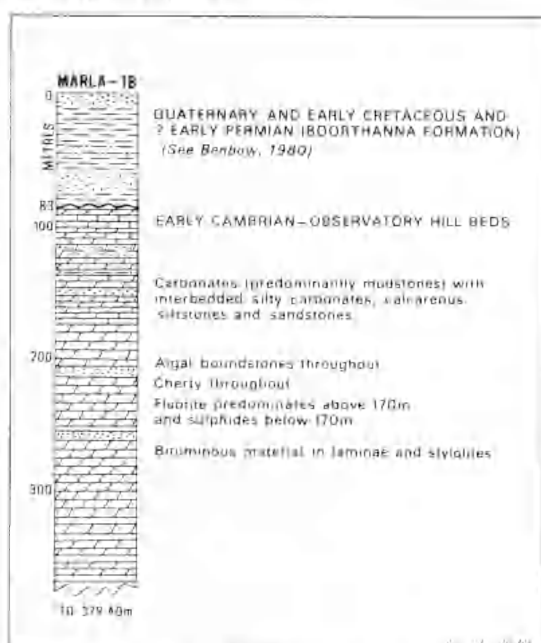 MARLA-1B
0
METRES
QUATERNARY AND EARLY CRETACEOUS AND
? EARLY PERMIAN (BOORTHANNA FORMATION)
(See Benbow, 1980)
83
100
EARLY CAMBRIAN-OBSERVATORY HILL BEDS
Carbonates (predominantly mudstones) with
interbedded silty carbonates, calcareous
siltstones and sandstones
200
Algal boundstones throughout
Cherty throughout
Fluorite predominates above 170m
and sulphides below 170m
Bituminous material in laminae and stylolites
300
TD 379.40m